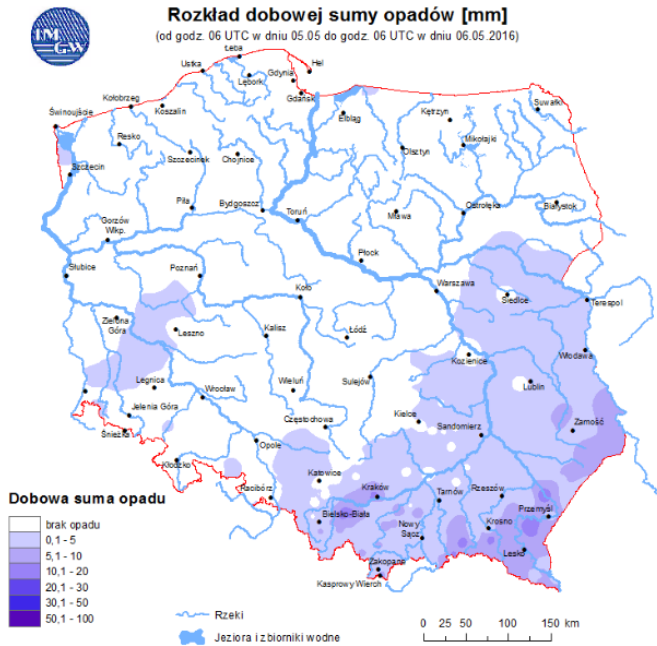 IM
GW
Rozkład dobowej sumy opadów [mm]
(od godz. 06 UTC w dniu 05.05 do godz. 06 UTC w dniu 06.05.2016)
Łeba
Hel
Ustka
Lębork
Gdynia
Gdańsk
Kołobrzeg
Koszalin
Suwałki
Świnoujście
Elbląg
Kętrzyn
Resko
Mikołajki
Olsztyn
Szczecinek
Chojnice
Szczecin
Piła
Bydgoszcz
Toruń
Mława
Ostrołęka
Białystok
Gorzów
Wlkp.
Płock
Słubice
Poznań
Koło
Warszawa
Siedlce
Terespol
Zielona
Góra
Leszno
Kalisz
Łódź
Kozienice
Włodawa
Legnica
Wrocław
Wieluń
Sulejów
Lublin
Jelenia Góra
Częstochowa
Kielce
Sandomierz
Zamość
Śnieżka
Opole
Kłodzko
Katowice
Racibórz
Kraków
Tarnów
Rzeszów
Bielsko-Biała
Przemyśl
Nowy
Sącz
Krosno
Lesko
Zakopane
Kasprowy Wierch
Dobowa suma opadu
brak opadu
0,1 - 5
5,1 - 10
10,1 - 20
20,1 - 30
30,1 - 50
50,1 - 100
Rzeki
Jeziora i zbiorniki wodne
0 25 50 100 150 km